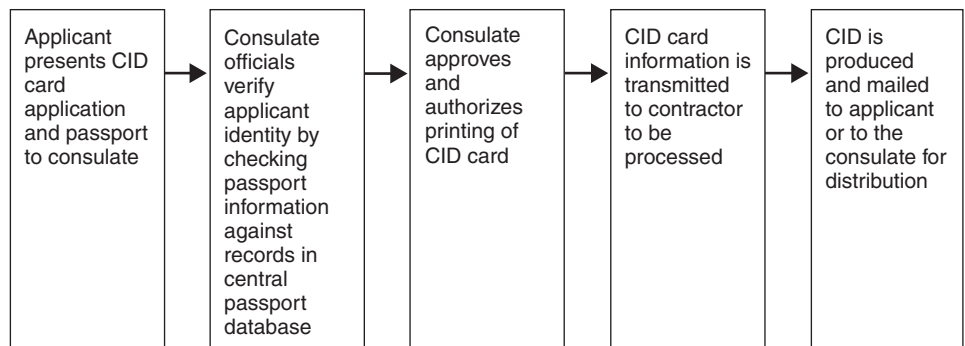 Applicant
presents CID
card
application
and passport
to consulate
Consulate
officials
verify
applicant
identity by
checking
passport
information
against
records in
central
passport
database
Consulate
approves
and
authorizes
printing of
CID card
CID card
information is
transmitted
to contractor
to be
processed
CID is
produced
and mailed
to applicant
or to the
consulate for
distribution